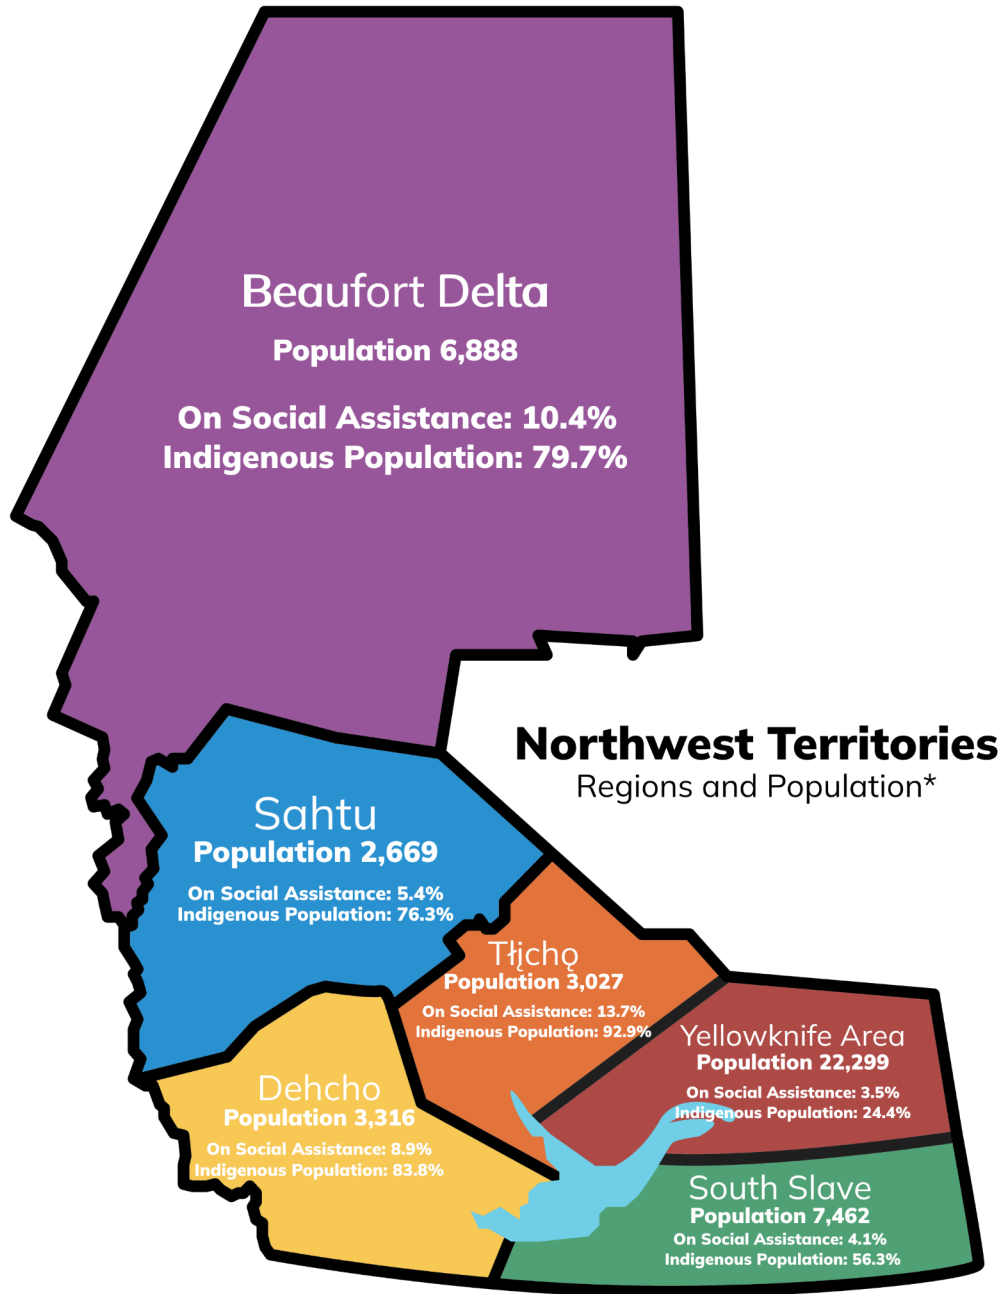 Beaufort Delta
Population 6,888
On Social Assistance: 10.4%
Indigenous Population: 79.7%
Northwest Territories
Regions and Population*
Sahtu
Population 2,669
On Social Assistance: 5.4%
Indigenous Population: 76.3%
Tłı̨chǫ
Population 3,027
On Social Assistance: 13.7%
Indigenous Population: 92.9%
Yellowknife Area
Population 22,299
On Social Assistance: 3.5%
Indigenous Population: 24.4%
Dehcho
Population 3,316
On Social Assistance: 8.9%
Indigenous Population: 83.8%
South Slave
Population 7,462
On Social Assistance: 4.1%
Indigenous Population: 56.3%